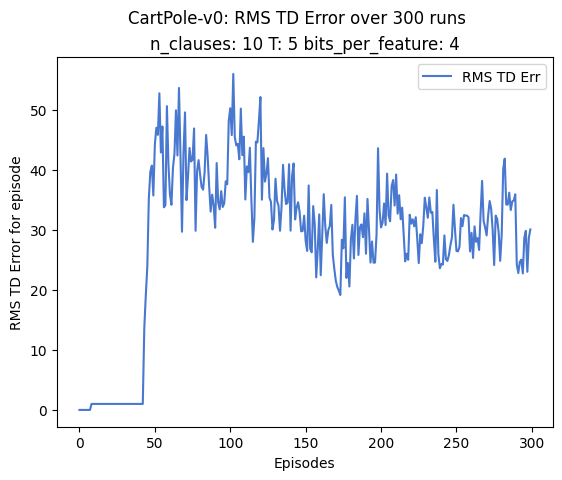 CartPole-v0: RMS TD Error over 300 runs
n_clauses: 10 T: 5 bits_per_feature: 4
RMS TD Err
RMS TD Error for episode
50
40
30
20
10
0
0 50 100 150 200 250 300
Episodes